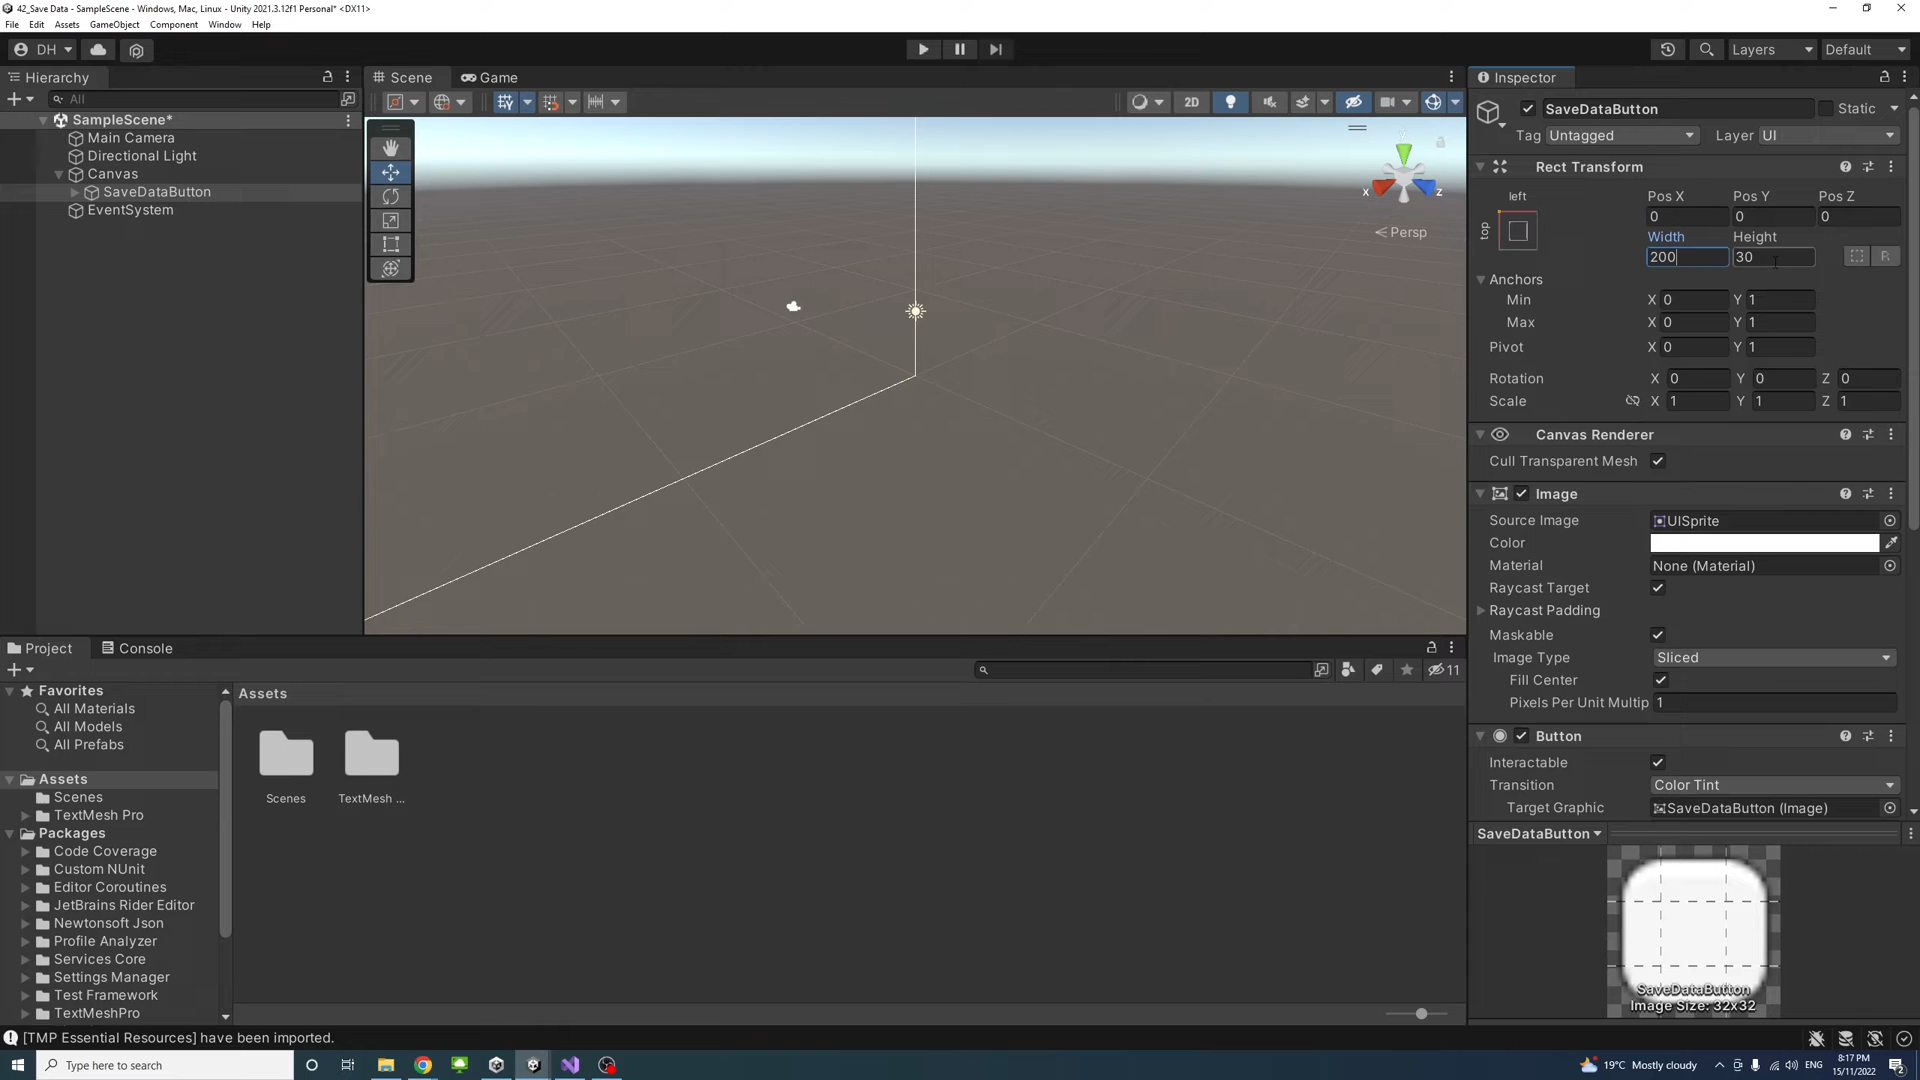 42_Save Data - SampleScene - Windows, Mac, Linux - Unity 2021.3.12f1 Personal* <DX11>
File Edit Assets GameObject Component Window Help
DH Layers Default
Hierarchy Scene Game Inspector
All 2D SaveDataButton Static
SampleScene* Tag Untagged Layer UI
Main Camera
Directional Light Rect Transform
Canvas
SaveDataButton x z left Pos X Pos Y Pos Z
EventSystem top 0 0 0
Persp Width Height
200 30 R
Anchors
Min X 0 Y 1
Max X 0 Y 1
Pivot X 0 Y 1
Rotation X 0 Y 0 Z 0
Scale X 1 Y 1 Z 1
Canvas Renderer
Cull Transparent Mesh
Image
Source Image UISprite
Color
Material None (Material)
Raycast Target
Raycast Padding
Maskable
Image Type Sliced
Fill Center
Pixels Per Unit Multip 1
Button
Interactable
Transition Color Tint
Target Graphic SaveDataButton (Image)
SaveDataButton
SaveDataButton
Image Size: 32x32
Project Console
11
Favorites Assets
All Materials
All Models
All Prefabs
Assets
Scenes Scenes TextMesh ...
TextMesh Pro
Packages
Code Coverage
Custom NUnit
Editor Coroutines
JetBrains Rider Editor
Newtonsoft Json
Profile Analyzer
Services Core
Settings Manager
Test Framework
TextMeshPro
[TMP Essential Resources] have been imported.
Type here to search 19°C Mostly cloudy ENG 8:17 PM
15/11/2022 2